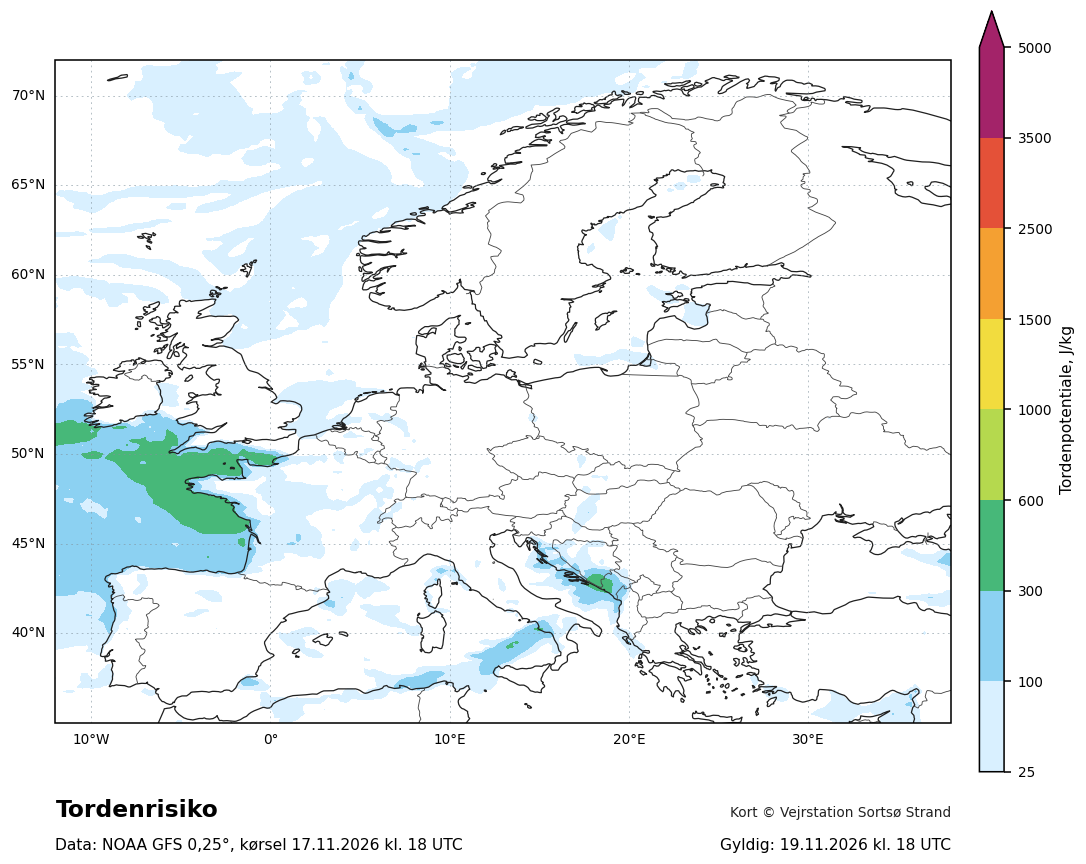 5000
3500
2500
1500
1000
600
300
100
25
Tordenpotentiale, J/kg
70°N
65°N
60°N
55°N
50°N
45°N
40°N
10°W
0°
10°E
20°E
30°E
Tordenrisiko
Kort © Vejrstation Sortsø Strand
Data: NOAA GFS 0,25°, kørsel 17.11.2026 kl. 18 UTC
Gyldig: 19.11.2026 kl. 18 UTC